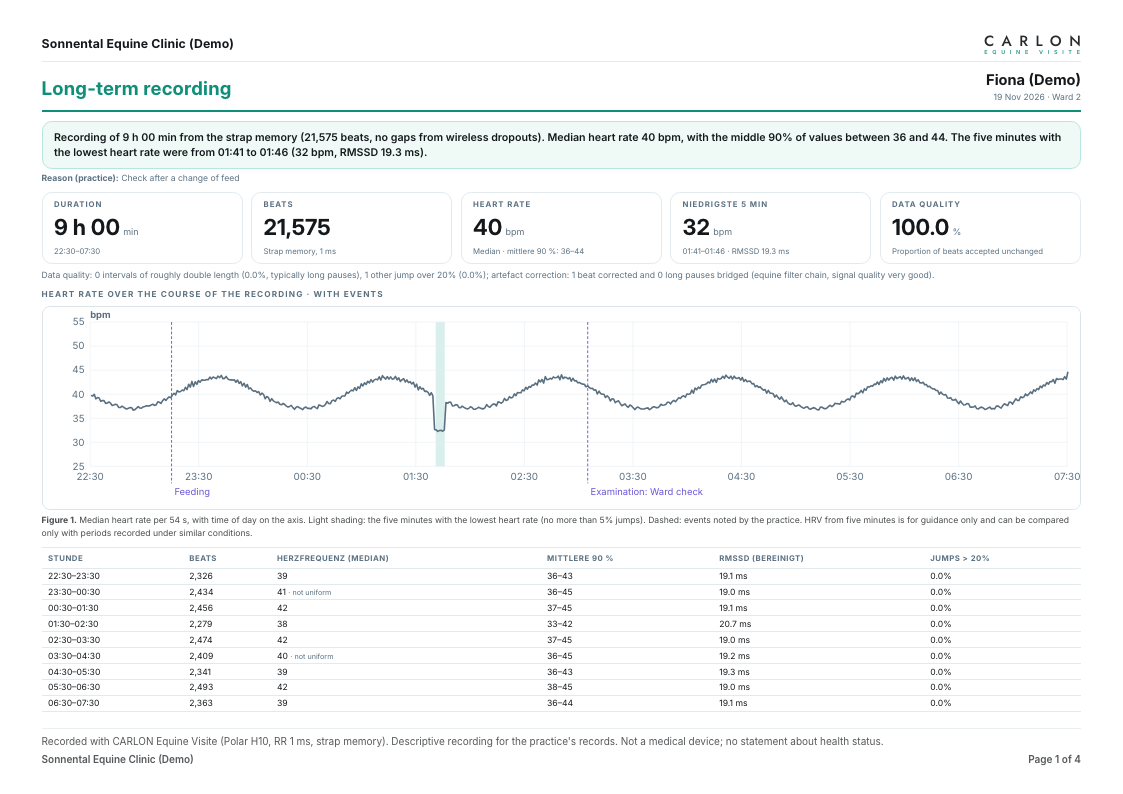 Sonnental Equine Clinic (Demo)
CARLON
EQUINE VISITE
Long-term recording
Fiona (Demo)
19 Nov 2026 · Ward 2
Recording of 9 h 00 min from the strap memory (21,575 beats, no gaps from wireless dropouts). Median heart rate 40 bpm, with the middle 90% of values between 36 and 44. The five minutes with
the lowest heart rate were from 01:41 to 01:46 (32 bpm, RMSSD 19.3 ms).
Reason (practice): Check after a change of feed
DURATION
9 h 00 min
22:30–07:30
BEATS
21,575
Strap memory, 1 ms
HEART RATE
40 bpm
Median · mittlere 90 %: 36–44
NIEDRIGSTE 5 MIN
32 bpm
01:41–01:46 · RMSSD 19.3 ms
DATA QUALITY
100.0 %
Proportion of beats accepted unchanged
Data quality: 0 intervals of roughly double length (0.0%, typically long pauses), 1 other jump over 20% (0.0%); artefact correction: 1 beat corrected and 0 long pauses bridged (equine filter chain, signal quality very good).
HEART RATE OVER THE COURSE OF THE RECORDING · WITH EVENTS
bpm
55
50
45
40
35
30
25
22:30 23:30 00:30 01:30 02:30 03:30 04:30 05:30 06:30 07:30
Feeding
Examination: Ward check
Figure 1. Median heart rate per 54 s, with time of day on the axis. Light shading: the five minutes with the lowest heart rate (no more than 5% jumps). Dashed: events noted by the practice. HRV from five minutes is for guidance only and can be compared
only with periods recorded under similar conditions.
STUNDE BEATS HERZFREQUENZ (MEDIAN) MITTLERE 90 % RMSSD (BEREINIGT) JUMPS > 20%
22:30–23:30 2,326 39 36–43 19.1 ms 0.0%
23:30–00:30 2,434 41 · not uniform 36–45 19.0 ms 0.0%
00:30–01:30 2,456 42 37–45 19.1 ms 0.0%
01:30–02:30 2,279 38 33–42 20.7 ms 0.0%
02:30–03:30 2,474 42 37–45 19.0 ms 0.0%
03:30–04:30 2,409 40 · not uniform 36–45 19.2 ms 0.0%
04:30–05:30 2,341 39 36–43 19.3 ms 0.0%
05:30–06:30 2,493 42 38–45 19.0 ms 0.0%
06:30–07:30 2,363 39 36–44 19.1 ms 0.0%
Recorded with CARLON Equine Visite (Polar H10, RR 1 ms, strap memory). Descriptive recording for the practice's records. Not a medical device; no statement about health status.
Sonnental Equine Clinic (Demo)
Page 1 of 4